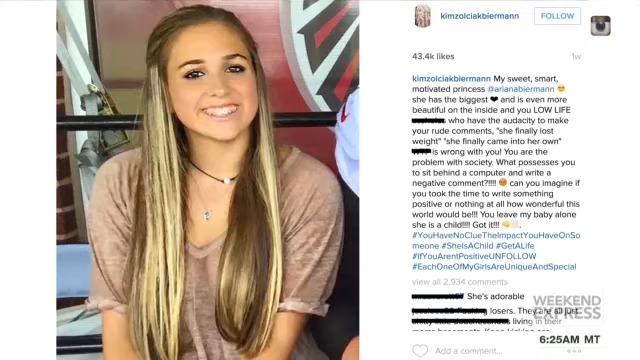 kimzolciakbiermann
FOLLOW
43.4k likes
1w
kimzolciakbiermann My sweet, smart,
motivated princess @arianabiermann 😍
she has the biggest ❤ and is even more
beautiful on the inside and you LOW LIFE
who have the audacity to make
your rude comments, "she finally lost
weight" "she finally came into her own"
is wrong with you! You are the
problem with society. What possesses you
to sit behind a computer and write a
negative comment?!!!! 😡 can you imagine if
you took the time to write something
positive or nothing at all how wonderful this
world would be!!! You leave my baby alone
she is a child!!!! Got it!!!
#YouHaveNoClueTheImpactYouHaveOnSo
meone #SheIsAChild #GetALife
#IfYouArentPositiveUNFOLLOW
#EachOneOfMyGirlsAreUniqueAndSpecial
view all 2,934 comments
She's adorable
losers. They are all just
living in their
Add a comment...
WEEKEND
EXPRESS
6:25AM MT